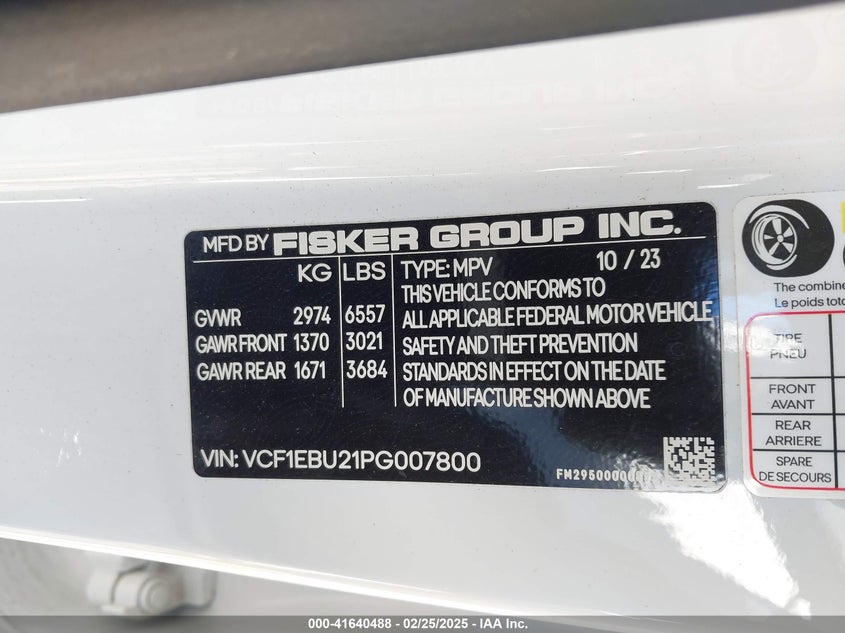 MFD BY FISKER GROUP INC.
KG LBS TYPE: MPV 10 / 23
THIS VEHICLE CONFORMS TO
GVWR 2974 6557 ALL APPLICABLE FEDERAL MOTOR VEHICLE
GAWR FRONT 1370 3021 SAFETY AND THEFT PREVENTION
GAWR REAR 1671 3684 STANDARDS IN EFFECT ON THE DATE
OF MANUFACTURE SHOWN ABOVE
VIN: VCF1EBU21PG007800
The combine
Le poids tota
TIRE
PNEU
FRONT
AVANT
REAR
ARRIERE
SPARE
DE SECOURS
000-41640488 - 02/25/2025 - IAA Inc.